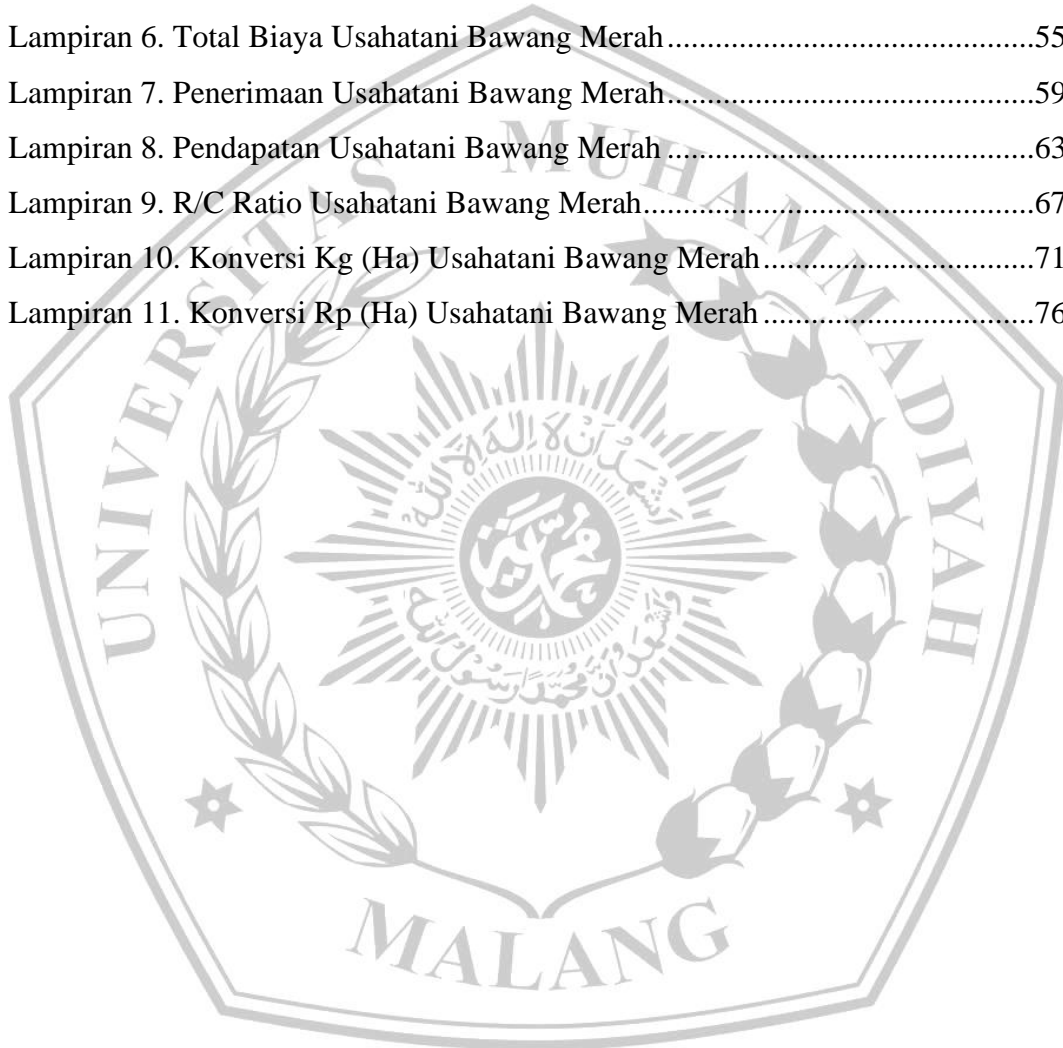 Lampiran 6. Total Biaya Usahatani Bawang Merah..............................................55
Lampiran 7. Penerimaan Usahatani Bawang Merah..............................................59
Lampiran 8. Pendapatan Usahatani Bawang Merah..............................................63
Lampiran 9. R/C Ratio Usahatani Bawang Merah................................................67
Lampiran 10. Konversi Kg (Ha) Usahatani Bawang Merah..................................71
Lampiran 11. Konversi Rp (Ha) Usahatani Bawang Merah..................................76
UNIVERSITAS MUHAMMADIYAH
MALANG